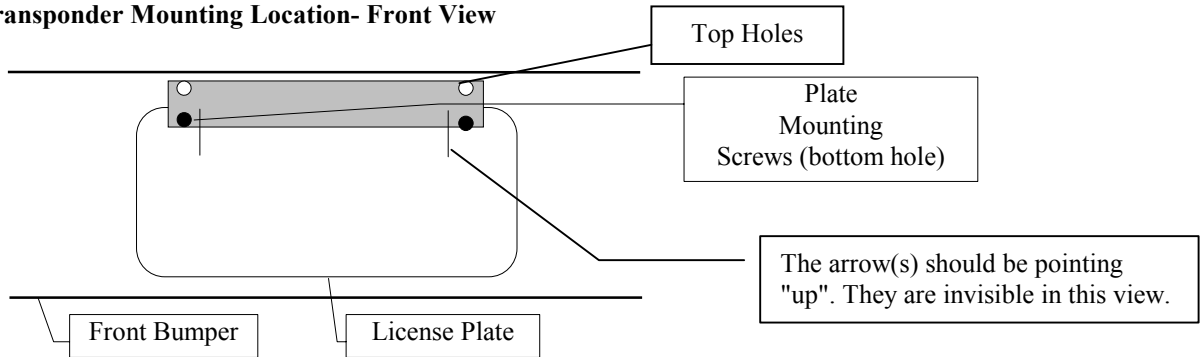 ransponder Mounting Location- Front View
Top Holes
Plate
Mounting
Screws (bottom hole)
The arrow(s) should be pointing
"up". They are invisible in this view.
Front Bumper
License Plate